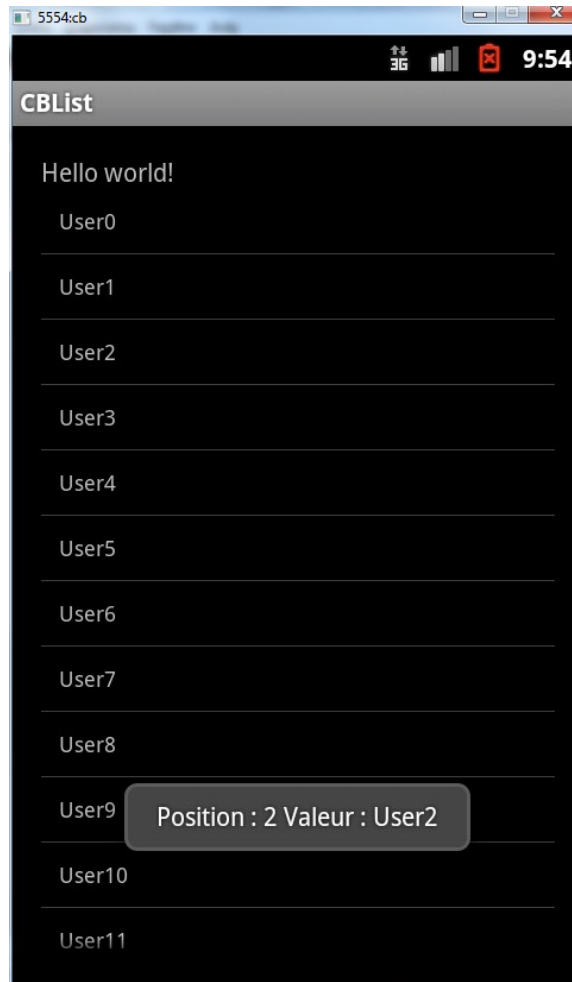 5554:cb
3G 9:54
CBList
Hello world!
User0
User1
User2
User3
User4
User5
User6
User7
User8
User9
Position : 2 Valeur : User2
User10
User11